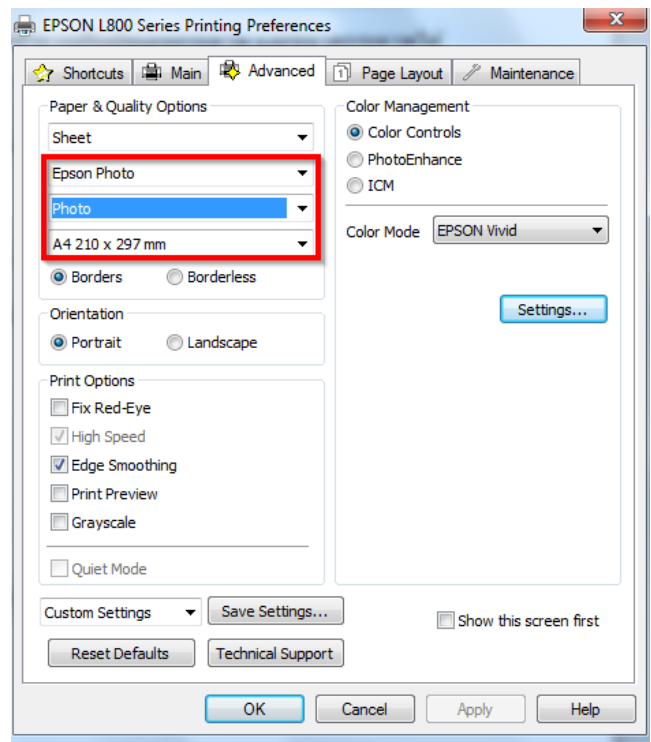 EPSON L800 Series Printing Preferences
Shortcuts Main Advanced 1 Page Layout Maintenance
Paper & Quality Options
Sheet
Epson Photo
Photo
A4 210 x 297 mm
Borders Borderless
Orientation
Portrait Landscape
Print Options
Fix Red-Eye
High Speed
Edge Smoothing
Print Preview
Grayscale
Quiet Mode
Color Management
Color Controls
PhotoEnhance
ICM
Color Mode EPSON Vivid
Settings...
Custom Settings Save Settings... Show this screen first
Reset Defaults Technical Support
OK Cancel Apply Help